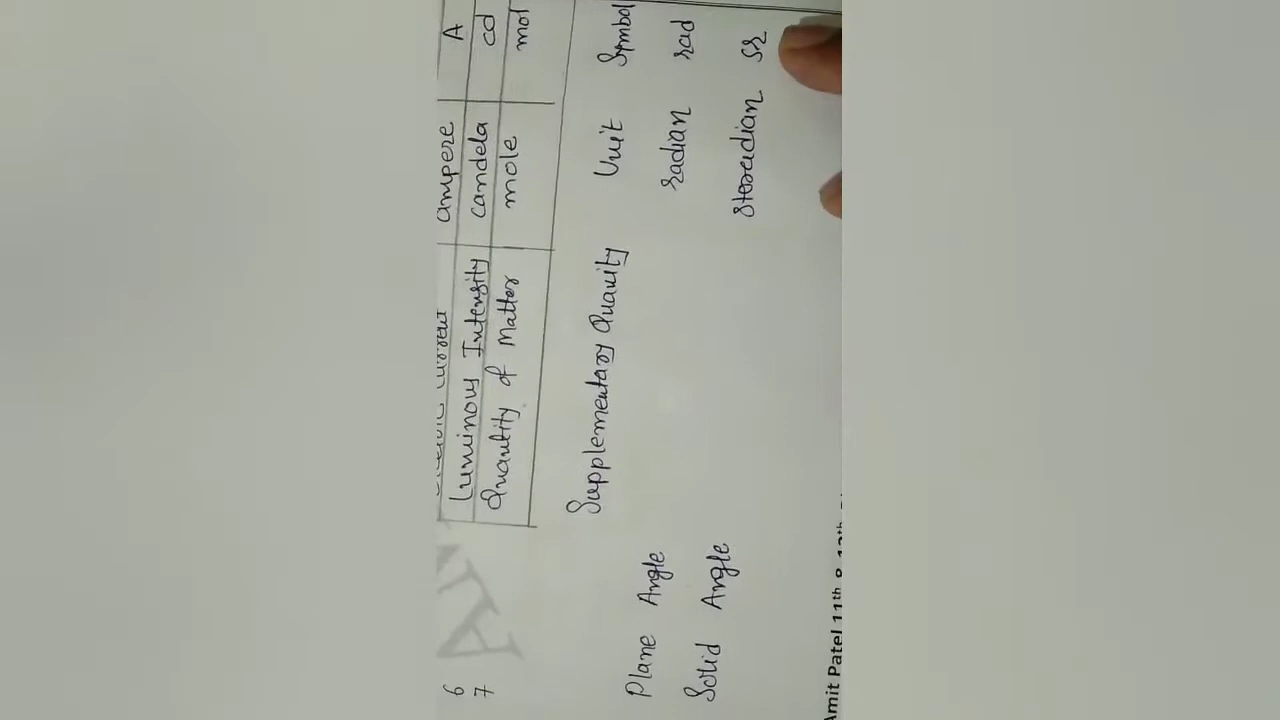 ampere A
6 Luminous Intensity candela cd
7 Quantity of Matter mole mol
Supplementary Quantity Unit Symbol
Plane Angle radian rad
Solid Angle steradian sr
Amit Patel 11th &